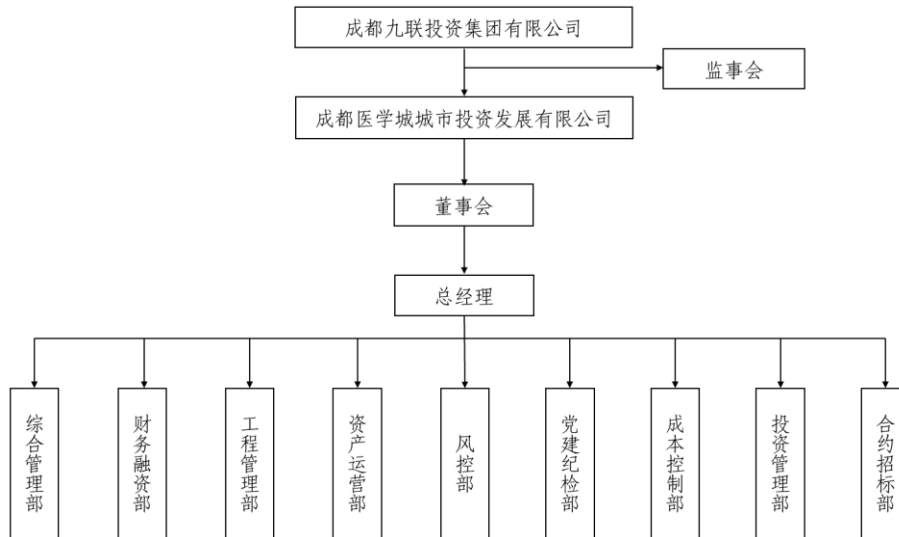 成都九联投资集团有限公司
监事会
成都医学城城市投资发展有限公司
董事会
总经理
综合管理部
财务融资部
工程管理部
资产运营部
风控部
党建纪检部
成本控制部
投资管理部
合约招标部